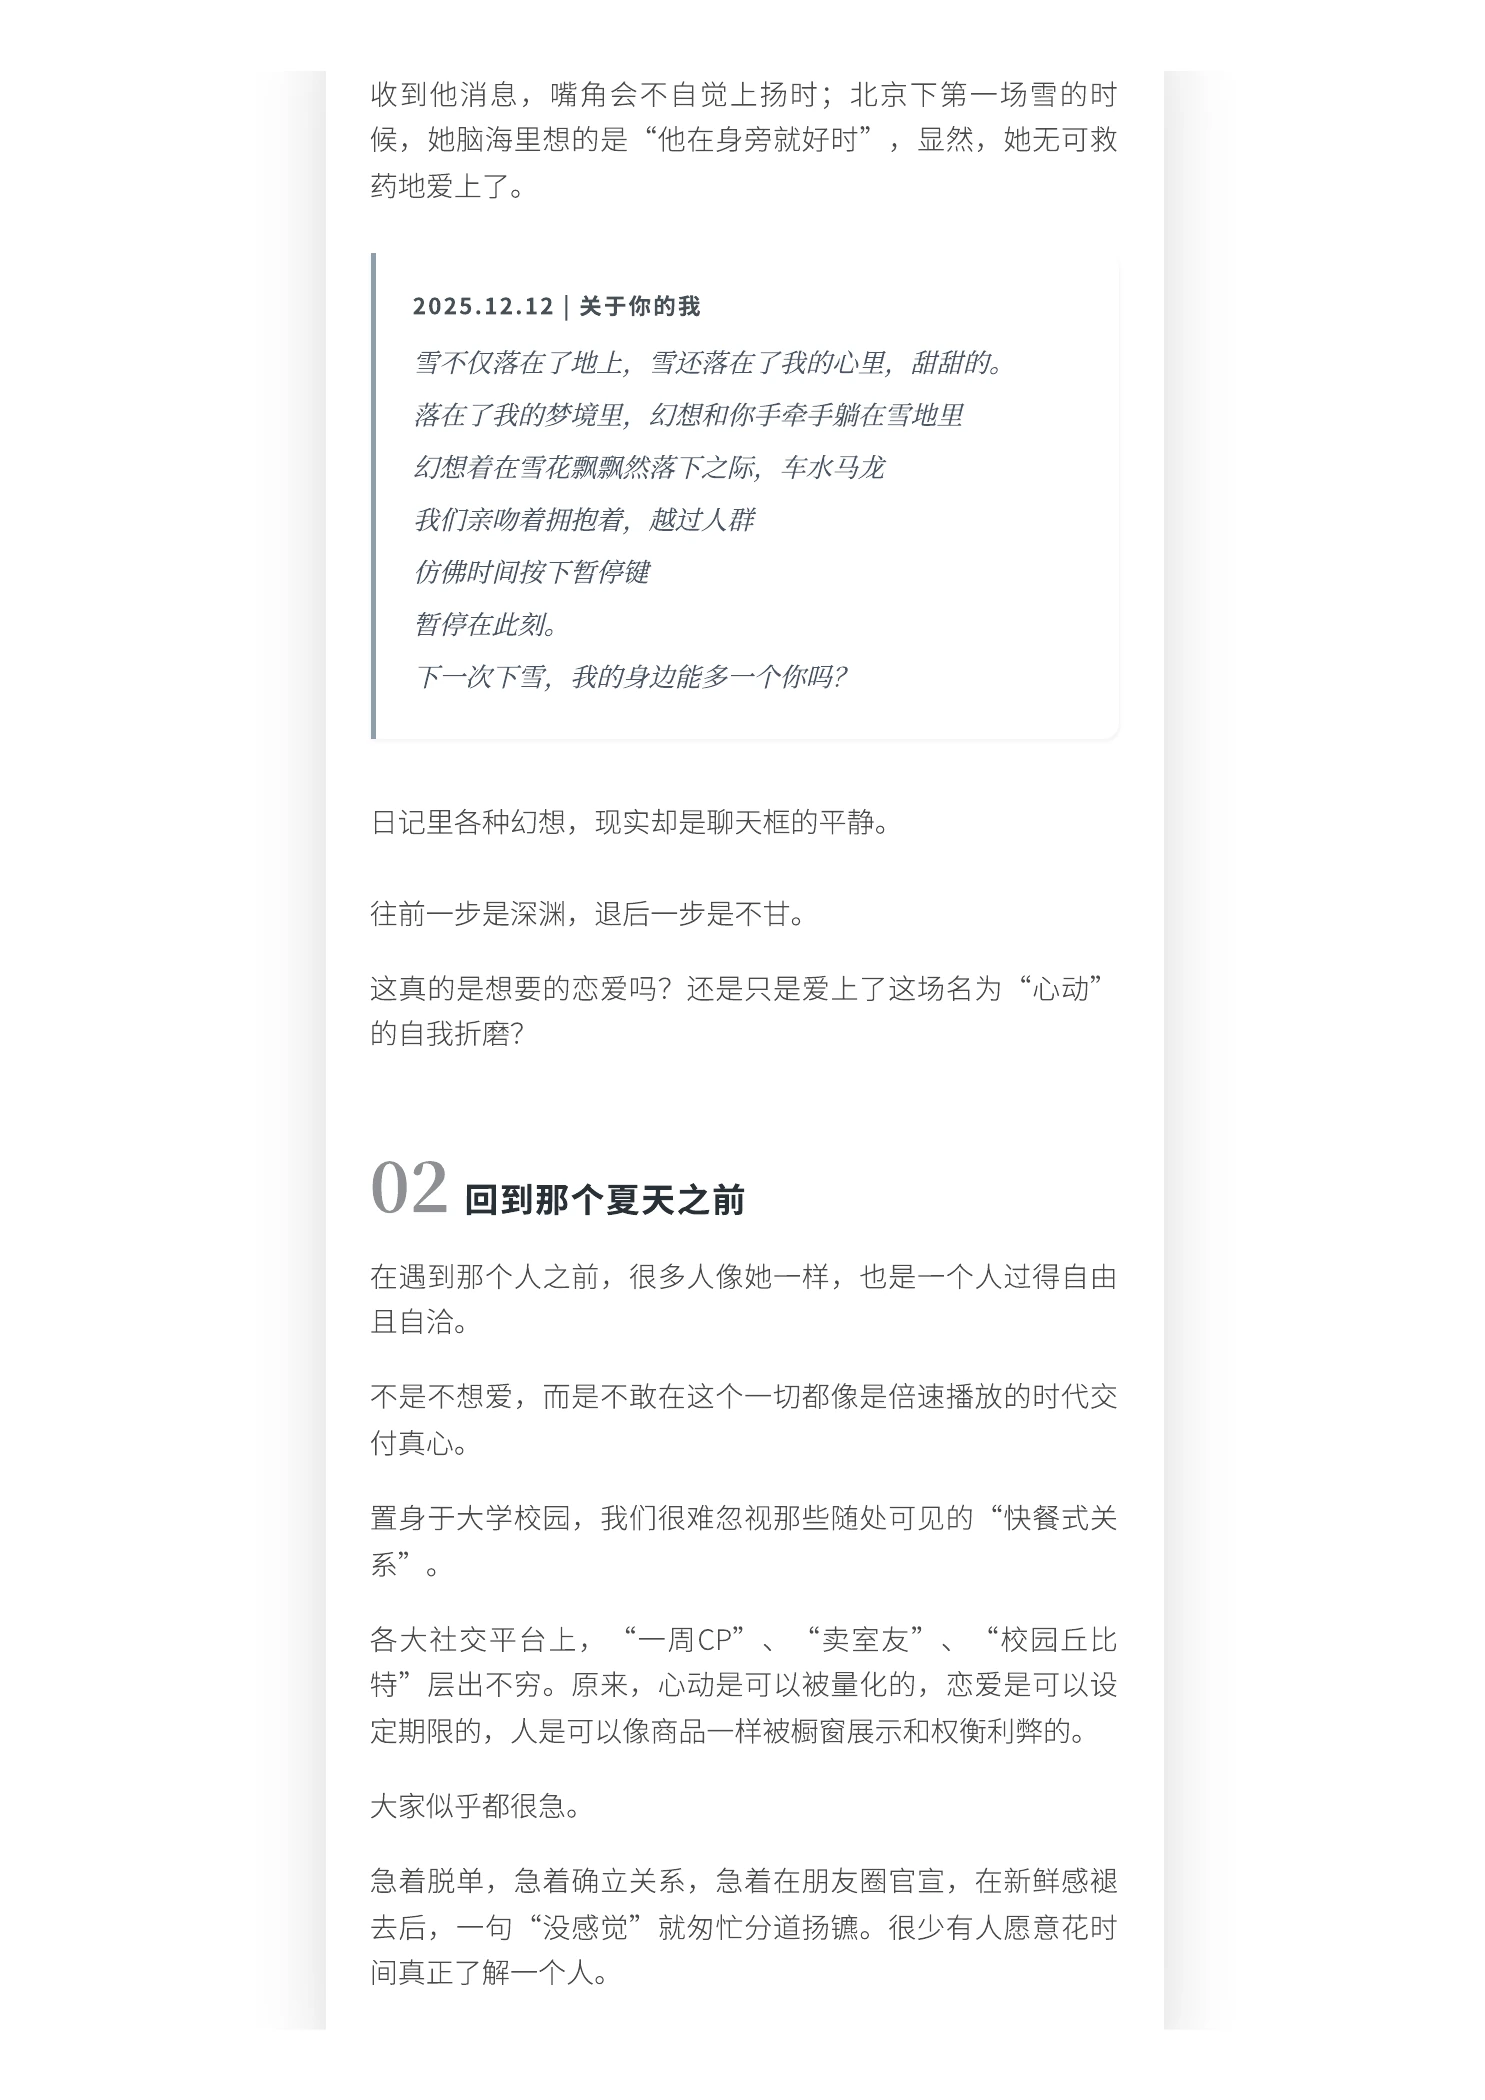 收到他消息，嘴角会不自觉上扬时；北京下第一场雪的时
候，她脑海里想的是“他在身旁就好时”，显然，她无可救
药地爱上了。
2025.12.12 | 关于你的我
雪不仅落在了地上，雪还落在了我的心里，甜甜的。
落在了我的梦境里，幻想和你手牵手躺在雪地里
幻想着在雪花飘飘然落下之际，车水马龙
我们亲吻着拥抱着，越过人群
仿佛时间按下暂停键
暂停在此刻。
下一次下雪，我的身边能多一个你吗？
日记里各种幻想，现实却是聊天框的平静。
往前一步是深渊，退后一步是不甘。
这真的是想要的恋爱吗？还是只是爱上了这场名为“心动”
的自我折磨？
02 回到那个夏天之前
在遇到那个人之前，很多人像她一样，也是一个人过得自由
且自洽。
不是不想爱，而是不敢在这个一切都像是倍速播放的时代交
付真心。
置身于大学校园，我们很难忽视那些随处可见的“快餐式关
系”。
各大社交平台上，“一周CP”、“卖室友”、“校园丘比
特”层出不穷。原来，心动是可以被量化的，恋爱是可以设
定期限的，人是可以像商品一样被橱窗展示和权衡利弊的。
大家似乎都很急。
急着脱单，急着确立关系，急着在朋友圈官宣，在新鲜感褪
去后，一句“没感觉”就匆忙分道扬镳。很少有人愿意花时
间真正了解一个人。